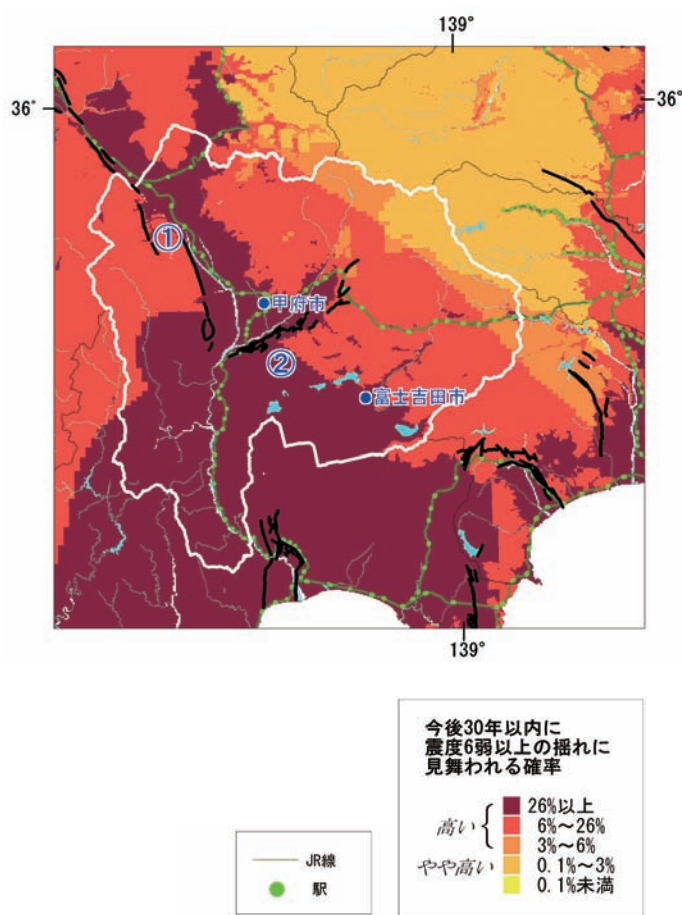 139°
36°
36°
①
甲府市
②
富士吉田市
139°
今後30年以内に
震度6弱以上の揺れに
見舞われる確率
26%以上
高い
6%～26%
3%～6%
やや高い
0.1%～3%
0.1%未満
JR線
駅